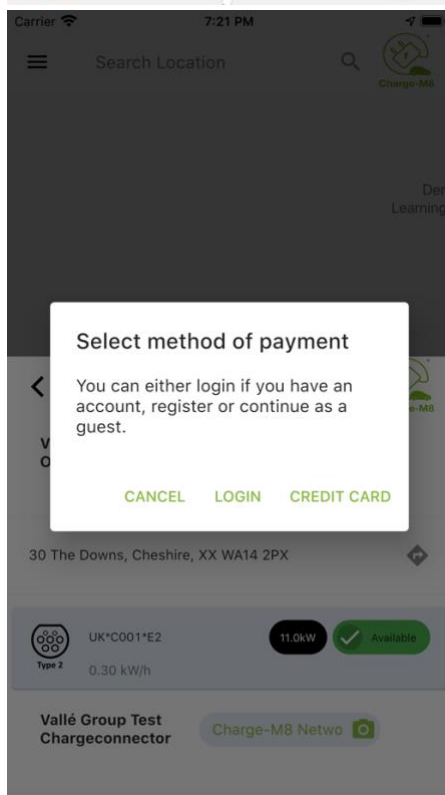 Carrier 7:21 PM
Search Location
Charge-M8
Learning
Select method of payment
You can either login if you have an
account, register or continue as a
guest.
CANCEL LOGIN CREDIT CARD
30 The Downs, Cheshire, XX WA14 2PX
UK*C001*E2 11.0kW Available
Type 2
0.30 kW/h
Vallé Group Test
Chargeconnector
Charge-M8 Netwo